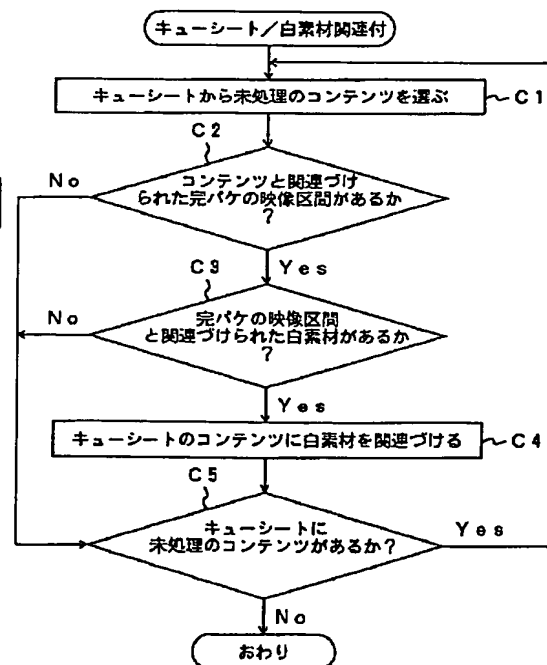 キューシート/白素材関連付
キューシートから未処理のコンテンツを選ぶ
C1
C2
コンテンツと関連づけ
られた完パケの映像区間があるか
?
No
Yes
C3
完パケの映像区間
と関連づけられた白素材があるか
?
No
Yes
キューシートのコンテンツに白素材を関連づける
C4
C5
キューシートに
未処理のコンテンツがあるか?
Yes
No
おわり